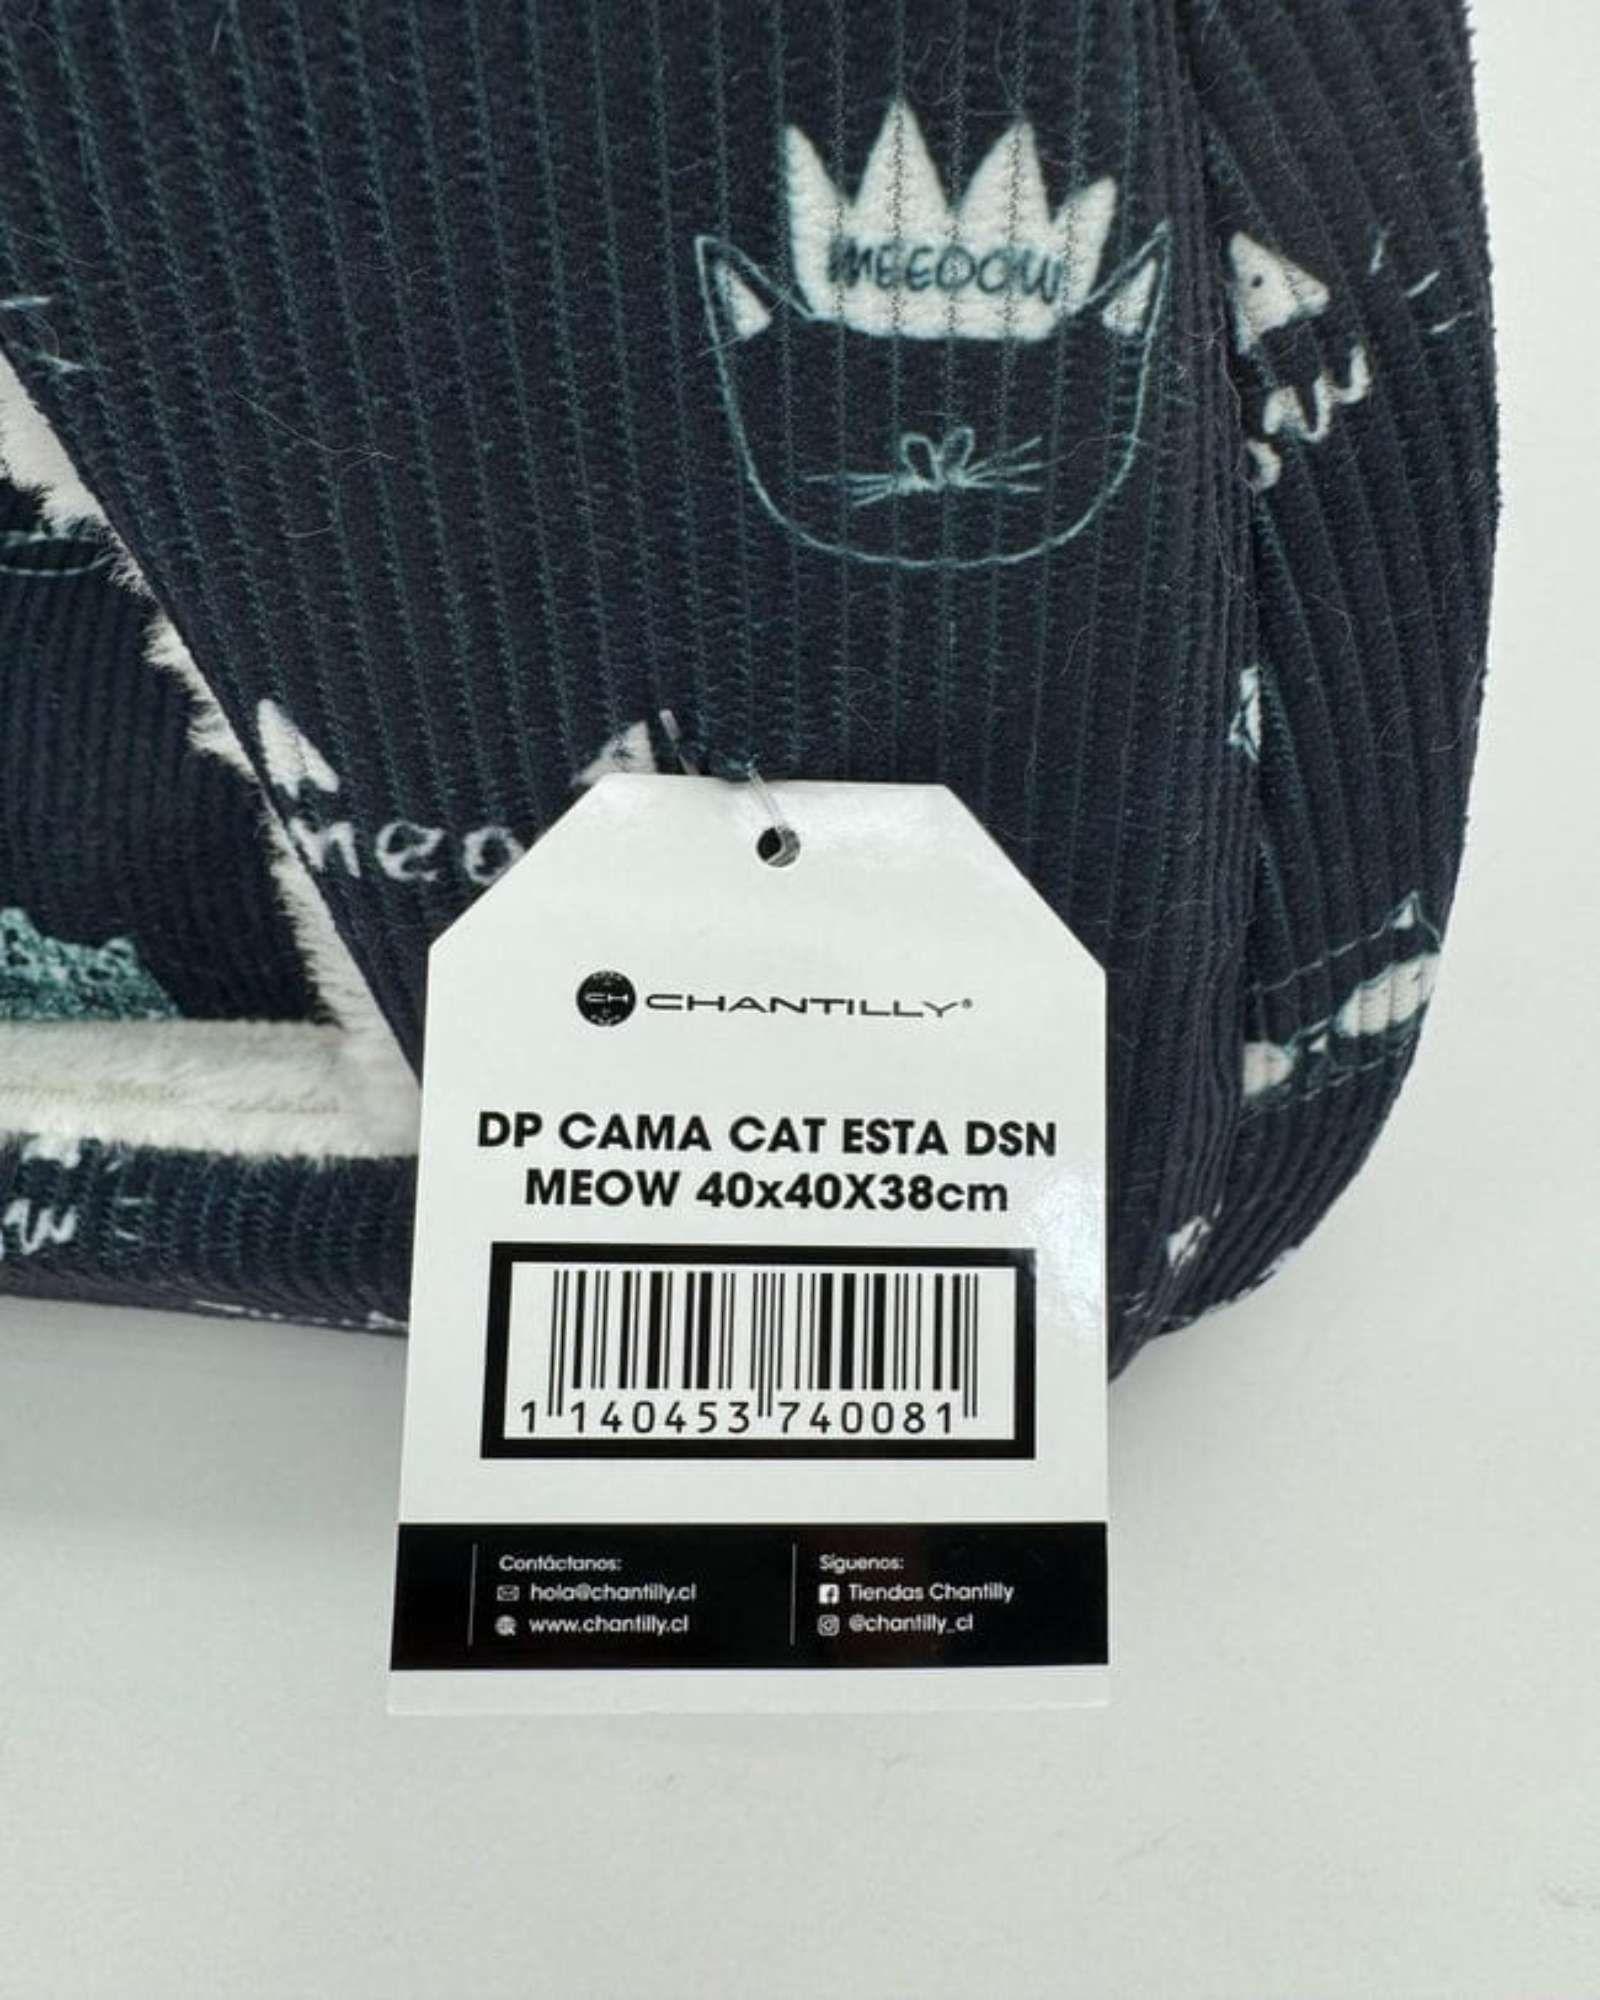 MEEOOW
meo
CH CHANTILLY®
DP CAMA CAT ESTA DSN
MEOW 40x40X38cm
1 140453 740081
Contáctanos:
hola@chantilly.cl
www.chantilly.cl
Síguenos:
Tiendas Chantilly
@chantilly_cl